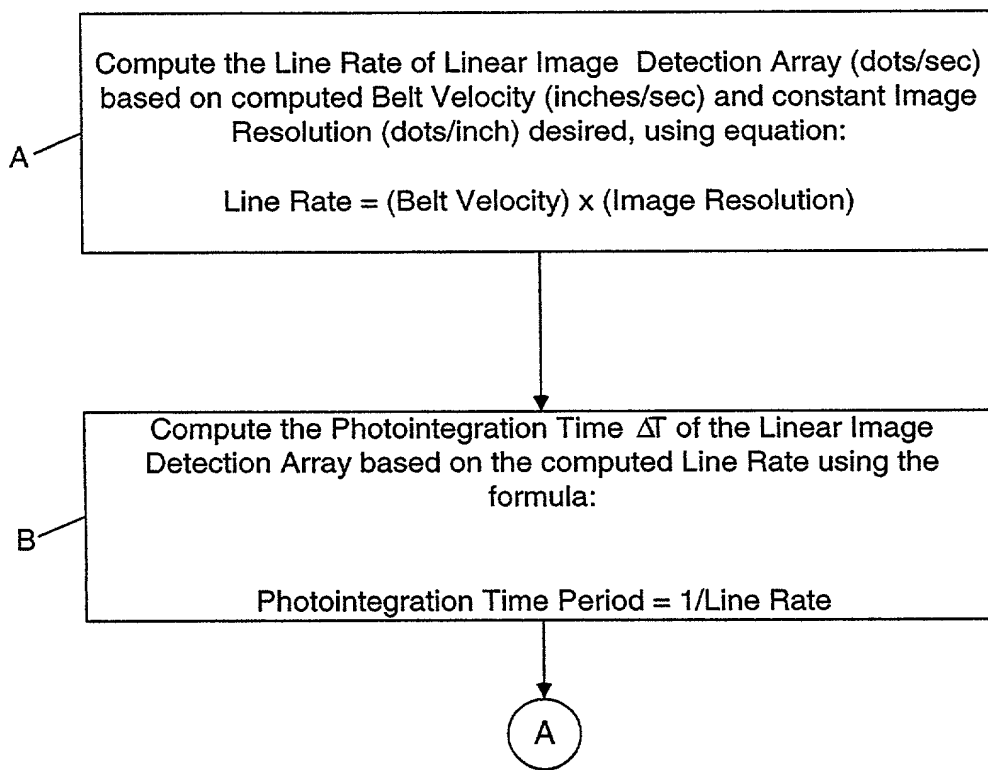 Compute the Line Rate of Linear Image Detection Array (dots/sec)
based on computed Belt Velocity (inches/sec) and constant Image
Resolution (dots/inch) desired, using equation:
A
Line Rate = (Belt Velocity) x (Image Resolution)
Compute the Photointegration Time ΔT of the Linear Image
Detection Array based on the computed Line Rate using the
formula:
B
Photointegration Time Period = 1/Line Rate
A